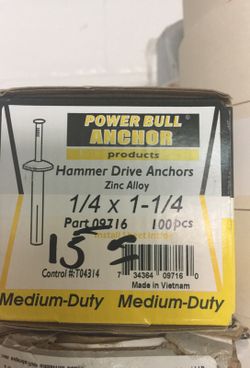 POWER BULL
ANCHOR
products
Hammer Drive Anchors
Zinc Alloy
1/4 x 1-1/4
Part 09716 100pcs
15
Control #:T04314
7 34364 09716 0
Made in Vietnam
Medium-Duty Medium-Duty